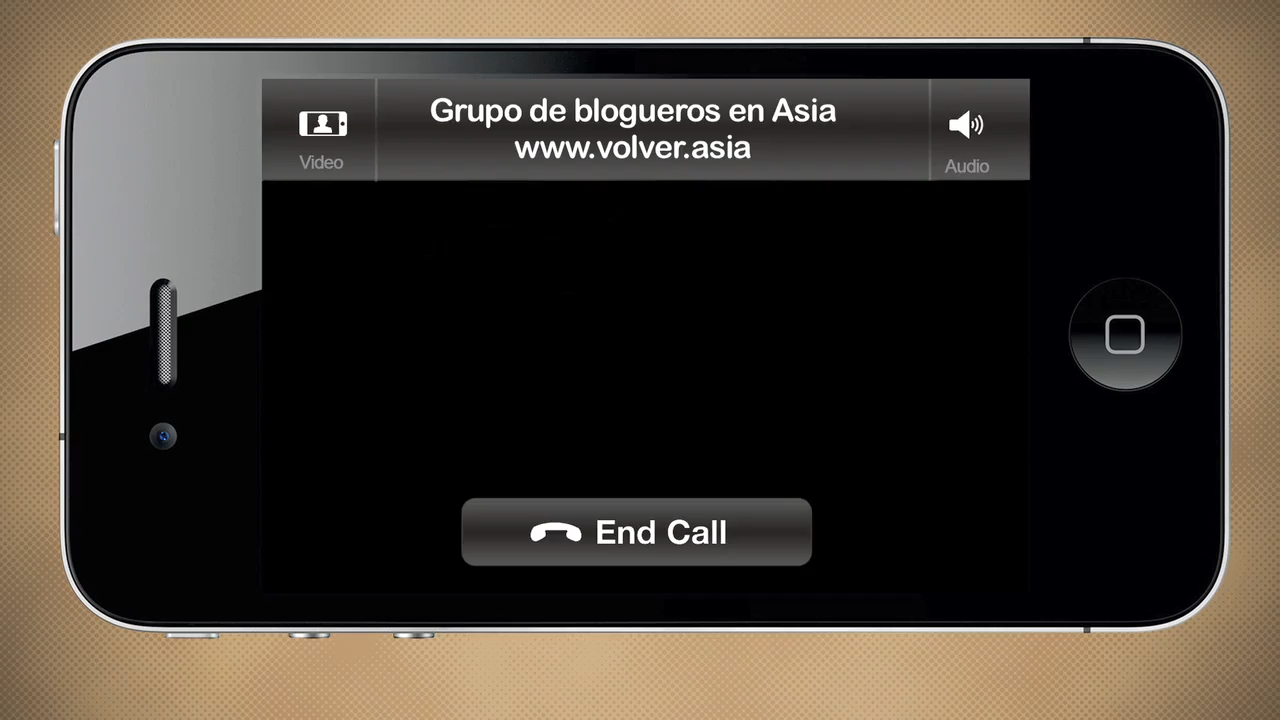 Grupo de blogueros en Asia
www.volver.asia
Video
Audio
End Call